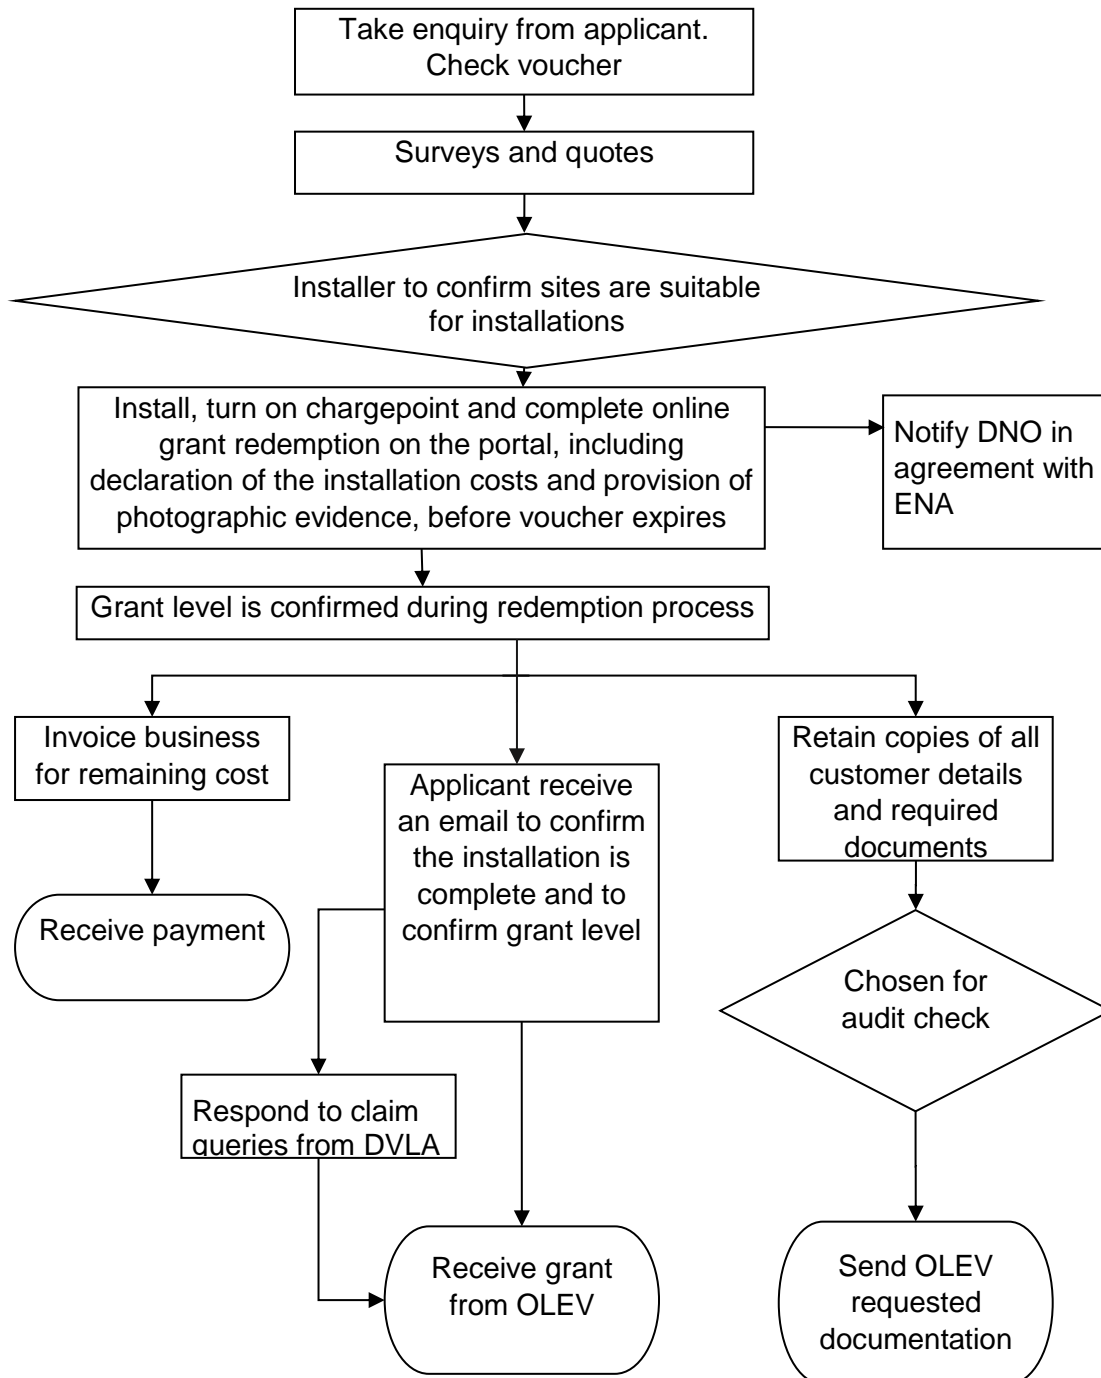 Take enquiry from applicant.
Check voucher
Surveys and quotes
Installer to confirm sites are suitable
for installations
Install, turn on chargepoint and complete online
grant redemption on the portal, including
declaration of the installation costs and provision of
photographic evidence, before voucher expires
Notify DNO in
agreement with
ENA
Grant level is confirmed during redemption process
Invoice business
for remaining cost
Applicant receive
an email to confirm
the installation is
complete and to
confirm grant level
Retain copies of all
customer details
and required
documents
Receive payment
Chosen for
audit check
Respond to claim
queries from DVLA
Receive grant
from OLEV
Send OLEV
requested
documentation